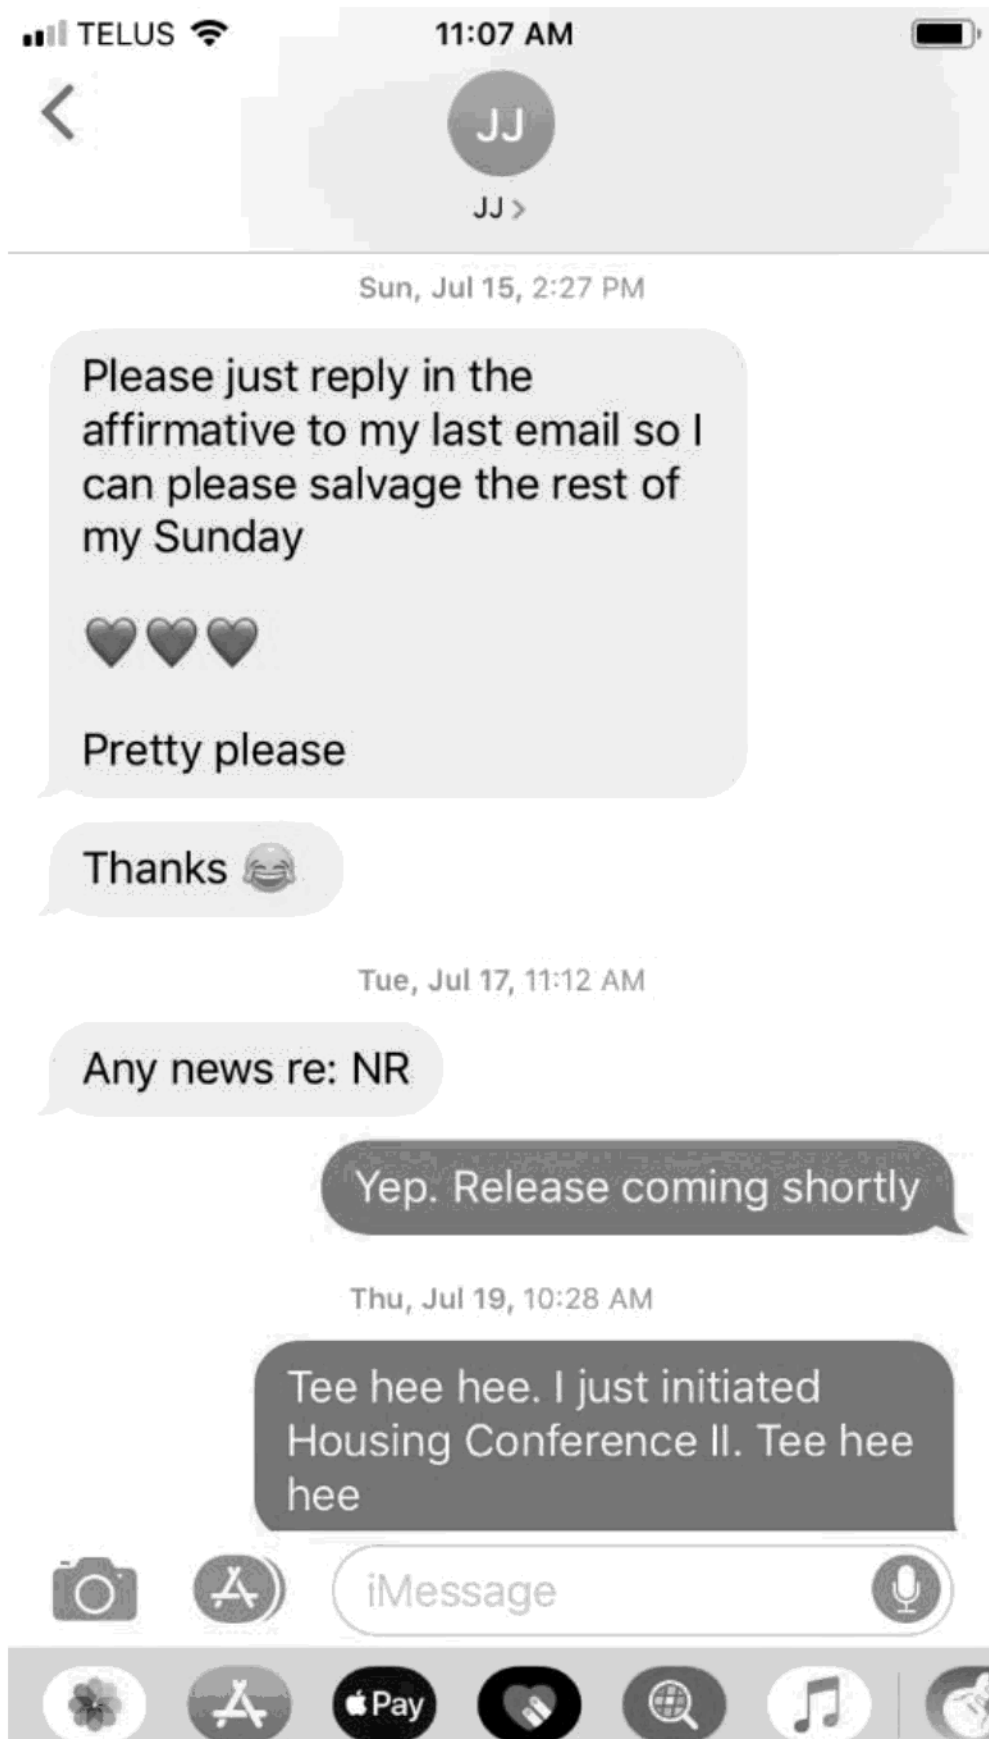 TELUS 11:07 AM
JJ
JJ >
Sun, Jul 15, 2:27 PM
Please just reply in the
affirmative to my last email so I
can please salvage the rest of
my Sunday
🖤🖤🖤
Pretty please
Thanks 😂
Tue, Jul 17, 11:12 AM
Any news re: NR
Yep. Release coming shortly
Thu, Jul 19, 10:28 AM
Tee hee hee. I just initiated
Housing Conference II. Tee hee
hee
iMessage
Pay